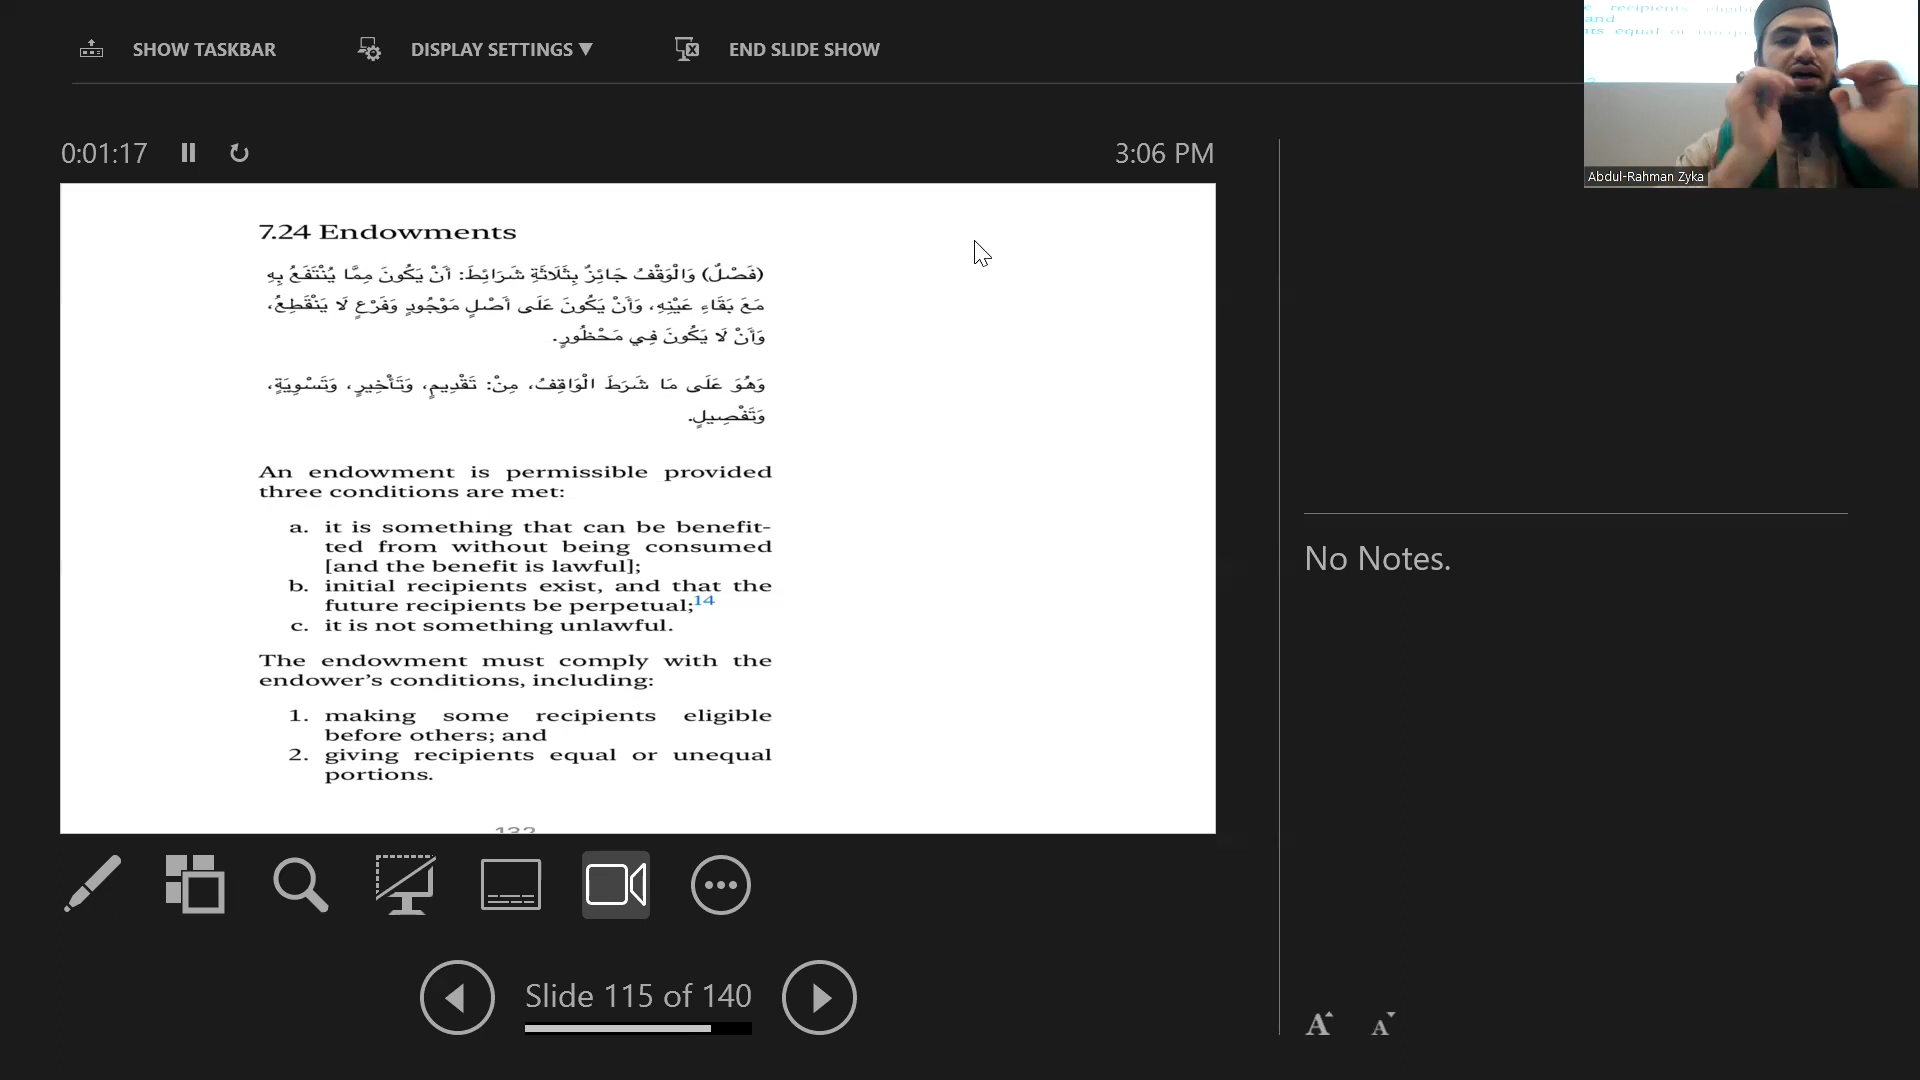 SHOW TASKBAR
DISPLAY SETTINGS ▼
END SLIDE SHOW
recipients
and
equal or
Abdul-Rahman Zyka
0:01:17
3:06 PM
7.24 Endowments
(فَصْلٌ) وَالْوَقْفُ جَائِزٌ بِثَلَاثَةِ شَرَائِطَ: أَنْ يَكُونَ مِمَّا يُنْتَفَعُ بِهِ
مَعَ بَقَاءِ عَيْنِهِ، وَأَنْ يَكُونَ عَلَى أَصْلٍ مَوْجُودٍ وَفَرْعٍ لَا يَنْقَطِعُ،
وَأَنْ لَا يَكُونَ فِي مَحْظُورٍ.
وَهُوَ عَلَى مَا شَرَطَ الْوَاقِفُ، مِنْ: تَقْدِيمٍ، وَتَأْخِيرٍ، وَتَسْوِيَةٍ،
وَتَفْصِيلٍ.
An endowment is permissible provided
three conditions are met:
a. it is something that can be benefit-
ted from without being consumed
[and the benefit is lawful];
b. initial recipients exist, and that the
future recipients be perpetual;14
c. it is not something unlawful.
The endowment must comply with the
endower's conditions, including:
1. making some recipients eligible
before others; and
2. giving recipients equal or unequal
portions.
No Notes.
Slide 115 of 140
A A